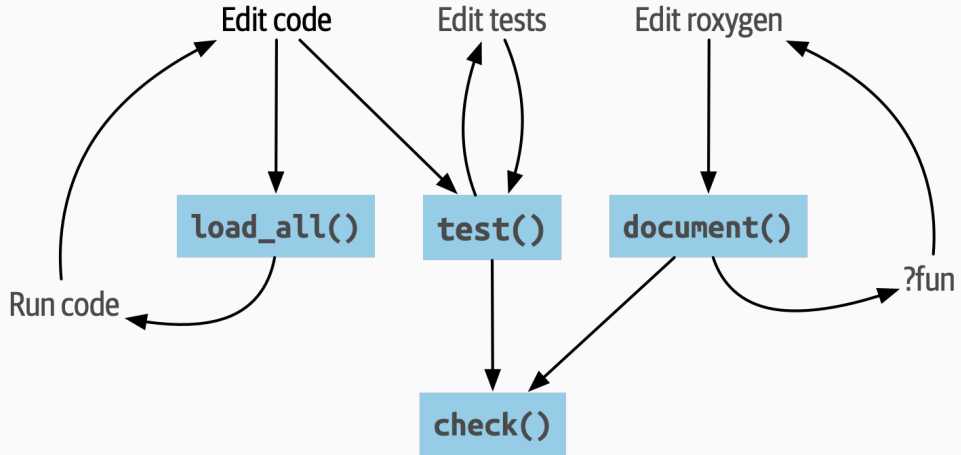 Edit code
Edit tests
Edit roxygen
load_all()
test()
document()
Run code
?fun
check()